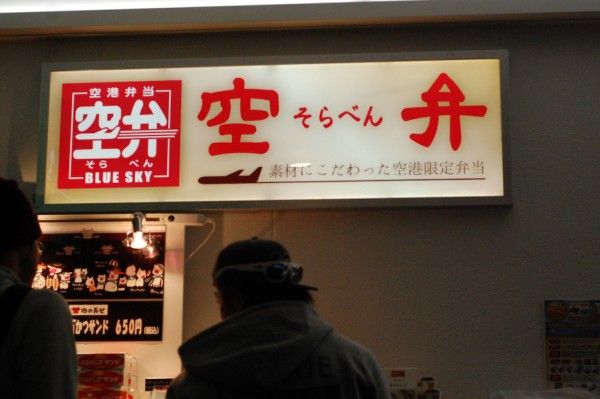 空港弁当
空弁
そらべん
BLUE SKY
空 そらべん 弁
素材にこだわった空港限定弁当
かつサンド 650円